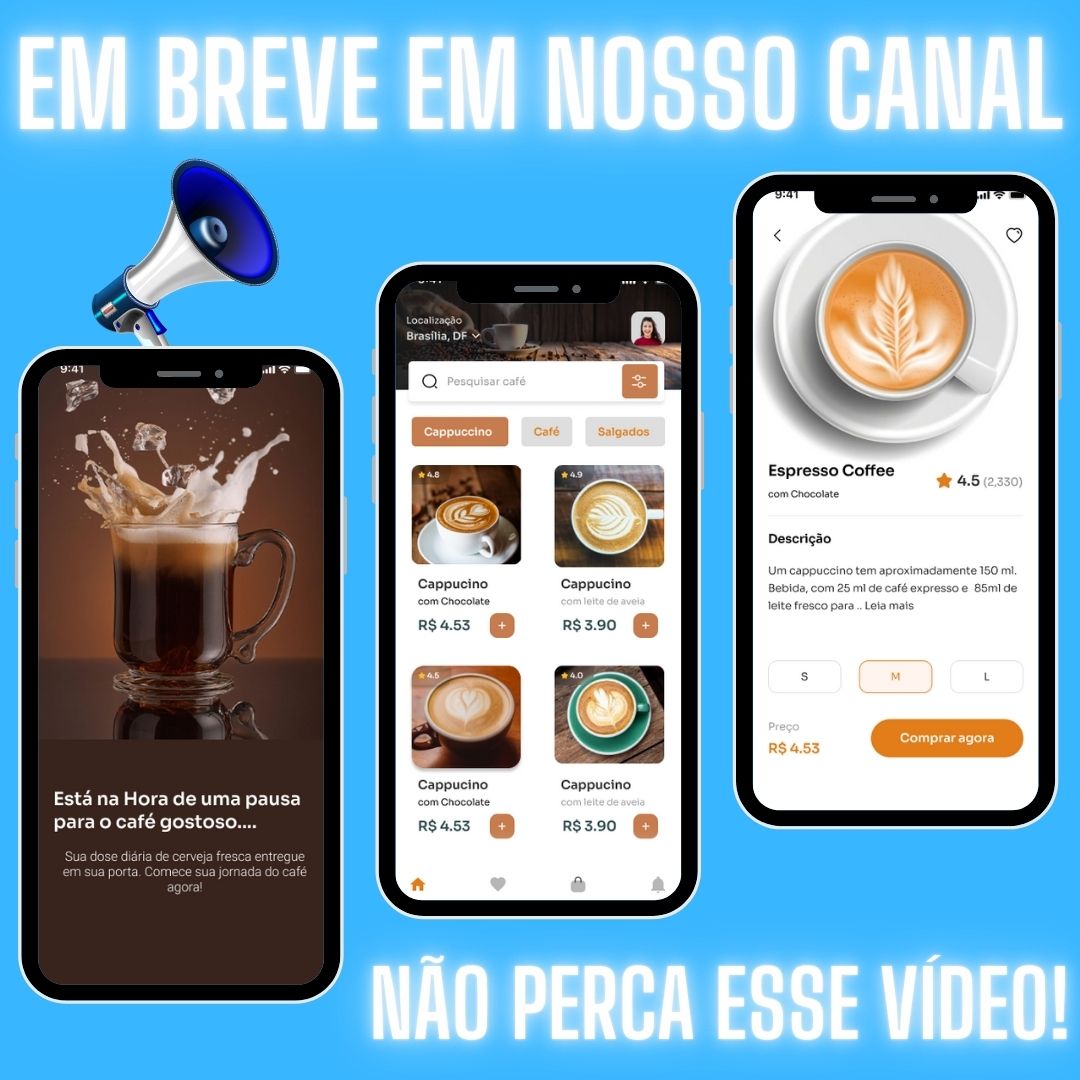 EM BREVE EM NOSSO CANAL
9:41
Está na Hora de uma pausa
para o café gostoso....
Sua dose diária de cerveja fresca entregue
em sua porta. Comece sua jornada do café
agora!
Localização
Brasília, DF
Pesquisar café
Cappuccino
Café
Salgados
4.8
4.9
Cappucino
com Chocolate
R$ 4.53
+
Cappucino
com leite de aveia
R$ 3.90
+
4.5
4.0
Cappucino
com Chocolate
R$ 4.53
+
Cappucino
com leite de aveia
R$ 3.90
+
9:41
Espresso Coffee
com Chocolate
4.5 (2,330)
Descrição
Um cappuccino tem aproximadamente 150 ml.
Bebida, com 25 ml de café expresso e 85ml de
leite fresco para .. Leia mais
S
M
L
Preço
R$ 4.53
Comprar agora
NÃO PERCA ESSE VÍDEO!